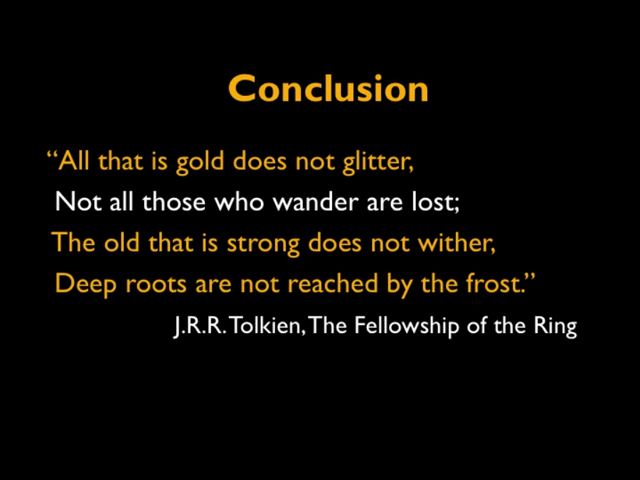 Conclusion
“All that is gold does not glitter,
Not all those who wander are lost;
The old that is strong does not wither,
Deep roots are not reached by the frost.”
J.R.R. Tolkien, The Fellowship of the Ring